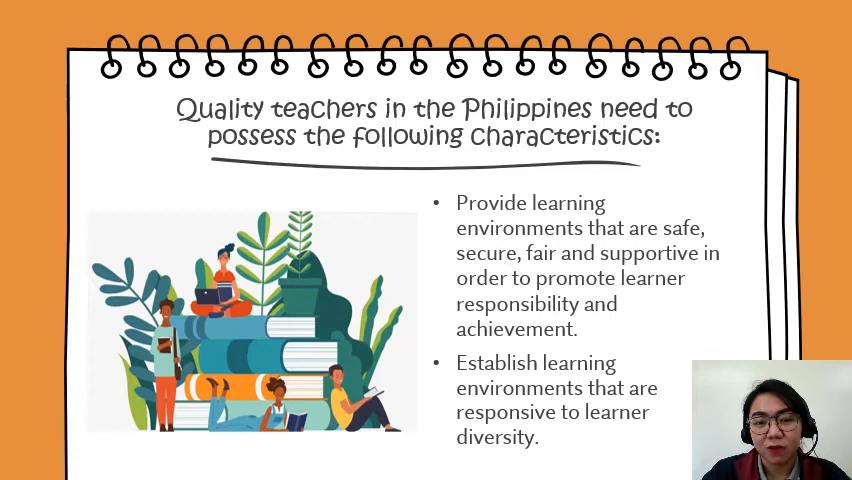 Quality teachers in the Philippines need to
possess the following characteristics:
• Provide learning
environments that are safe,
secure, fair and supportive in
order to promote learner
responsibility and
achievement.
• Establish learning
environments that are
responsive to learner
diversity.